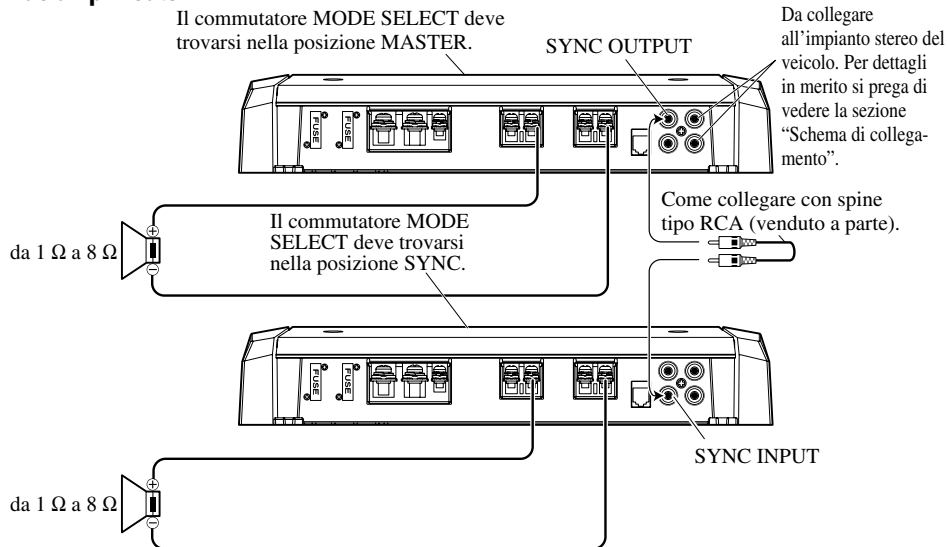 Il commutatore MODE SELECT deve
trovarsi nella posizione MASTER.
SYNC OUTPUT
Da collegare
all'impianto stereo del
veicolo. Per dettagli
in merito si prega di
vedere la sezione
“Schema di collega-
mento”.
FUSE
FUSE
Come collegare con spine
tipo RCA (venduto a parte).
Il commutatore MODE
SELECT deve trovarsi
nella posizione SYNC.
+
da 1 Ω a 8 Ω
−
FUSE
FUSE
SYNC INPUT
+
da 1 Ω a 8 Ω
−